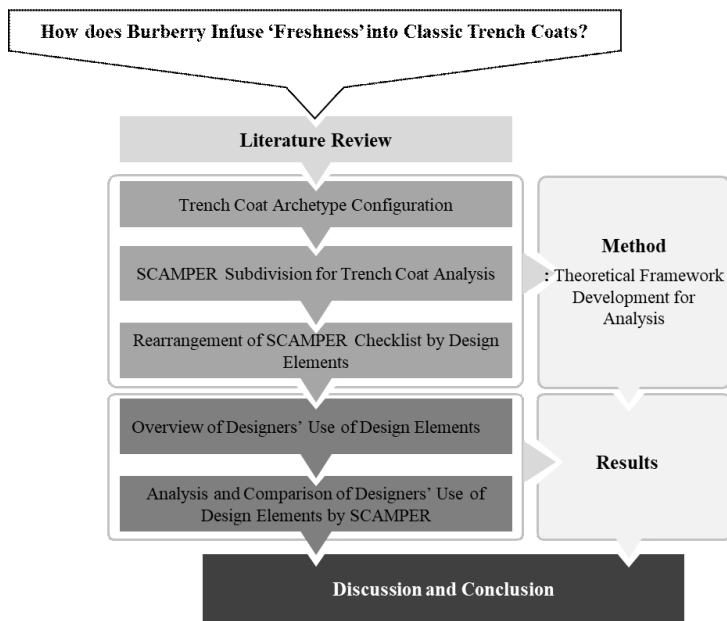 How does Burberry Infuse ‘Freshness’ into Classic Trench Coats?
Literature Review
Trench Coat Archetype Configuration
SCAMPER Subdivision for Trench Coat Analysis
Rearrangement of SCAMPER Checklist by Design
Elements
Method
: Theoretical Framework
Development for
Analysis
Overview of Designers’ Use of Design Elements
Analysis and Comparison of Designers’ Use of
Design Elements by SCAMPER
Results
Discussion and Conclusion